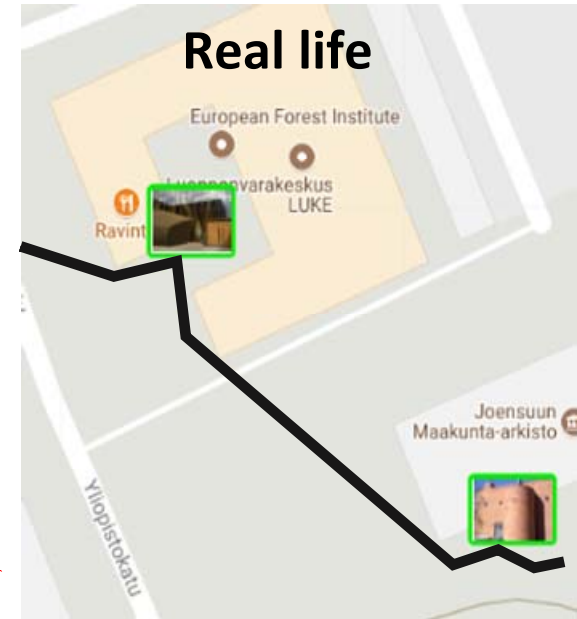 Real life
European Forest Institute
Luonnonvarakeskus
LUKE
Ravint
Joensuun
Maakunta-arkisto
Yliopistokatu